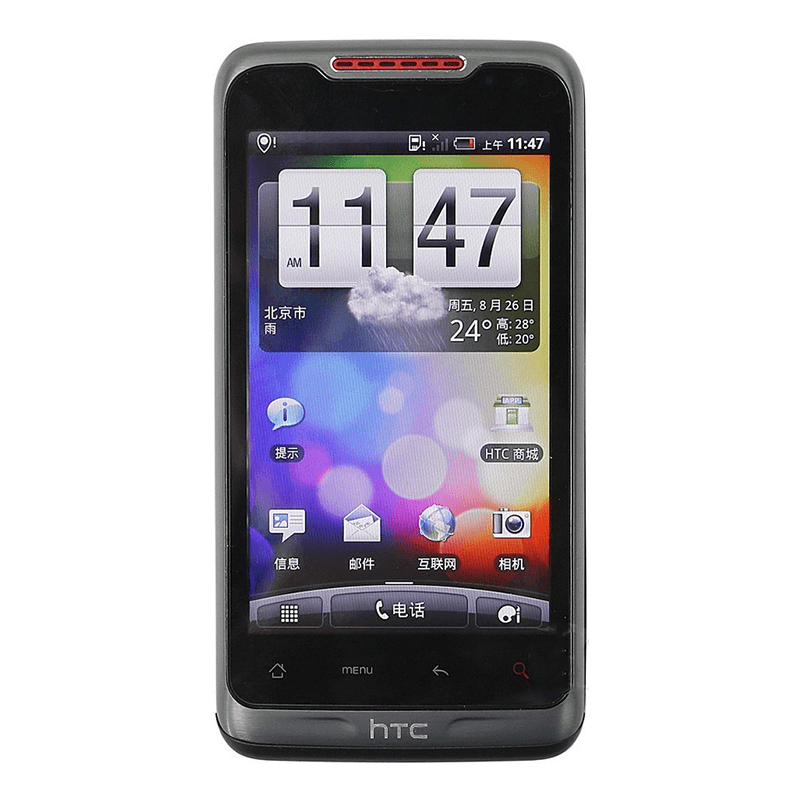 上午 11:47
11 47
AM
北京市
雨
周五, 8 月 26 日
24° 高: 28°
低: 20°
提示
HTC 商城
信息
邮件
互联网
相机
电话
MENU
hTC